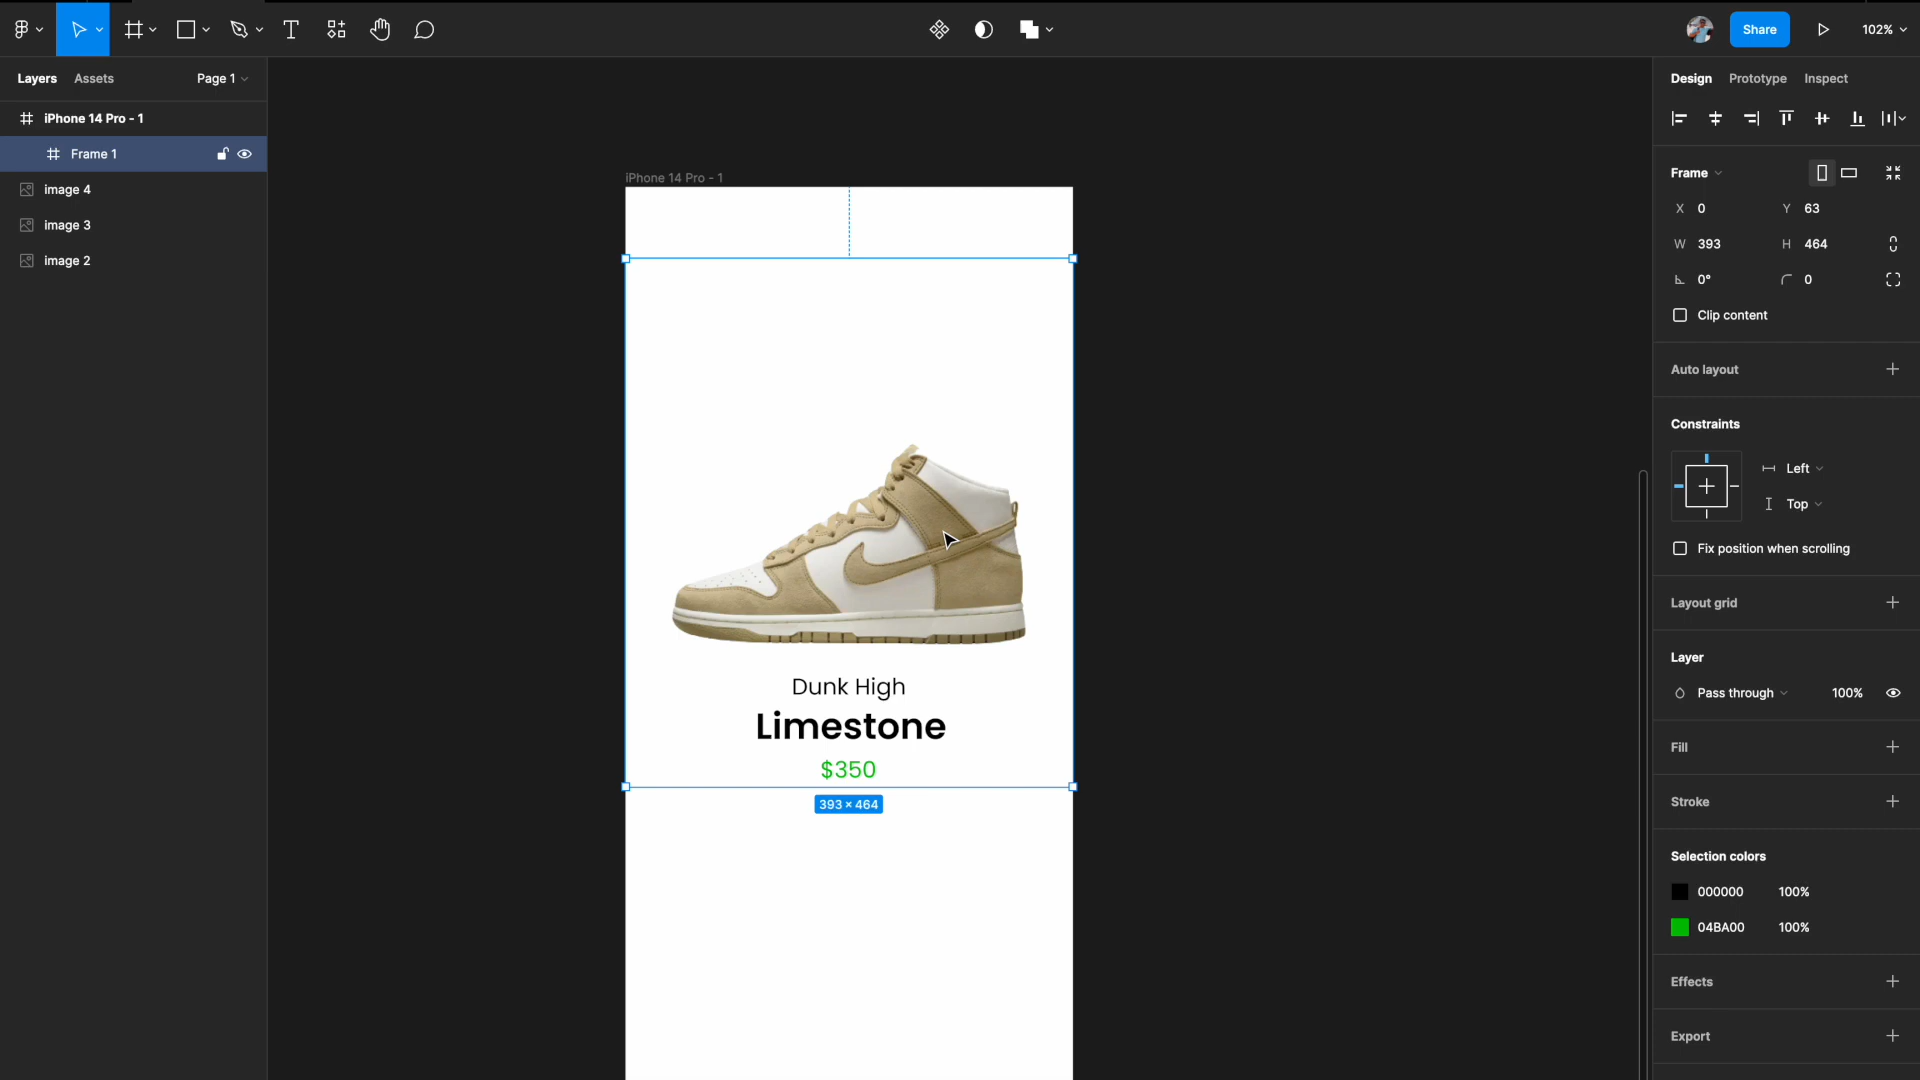 Share
102%
Layers
Assets
Page 1
Design
Prototype
Inspect
iPhone 14 Pro - 1
Frame 1
image 4
image 3
image 2
iPhone 14 Pro - 1
Dunk High
Limestone
$350
393 × 464
Frame
X 0
Y 63
W 393
H 464
0°
0
Clip content
Auto layout
Constraints
Left
Top
Fix position when scrolling
Layout grid
Layer
Pass through
100%
Fill
Stroke
Selection colors
000000 100%
04BA00 100%
Effects
Export